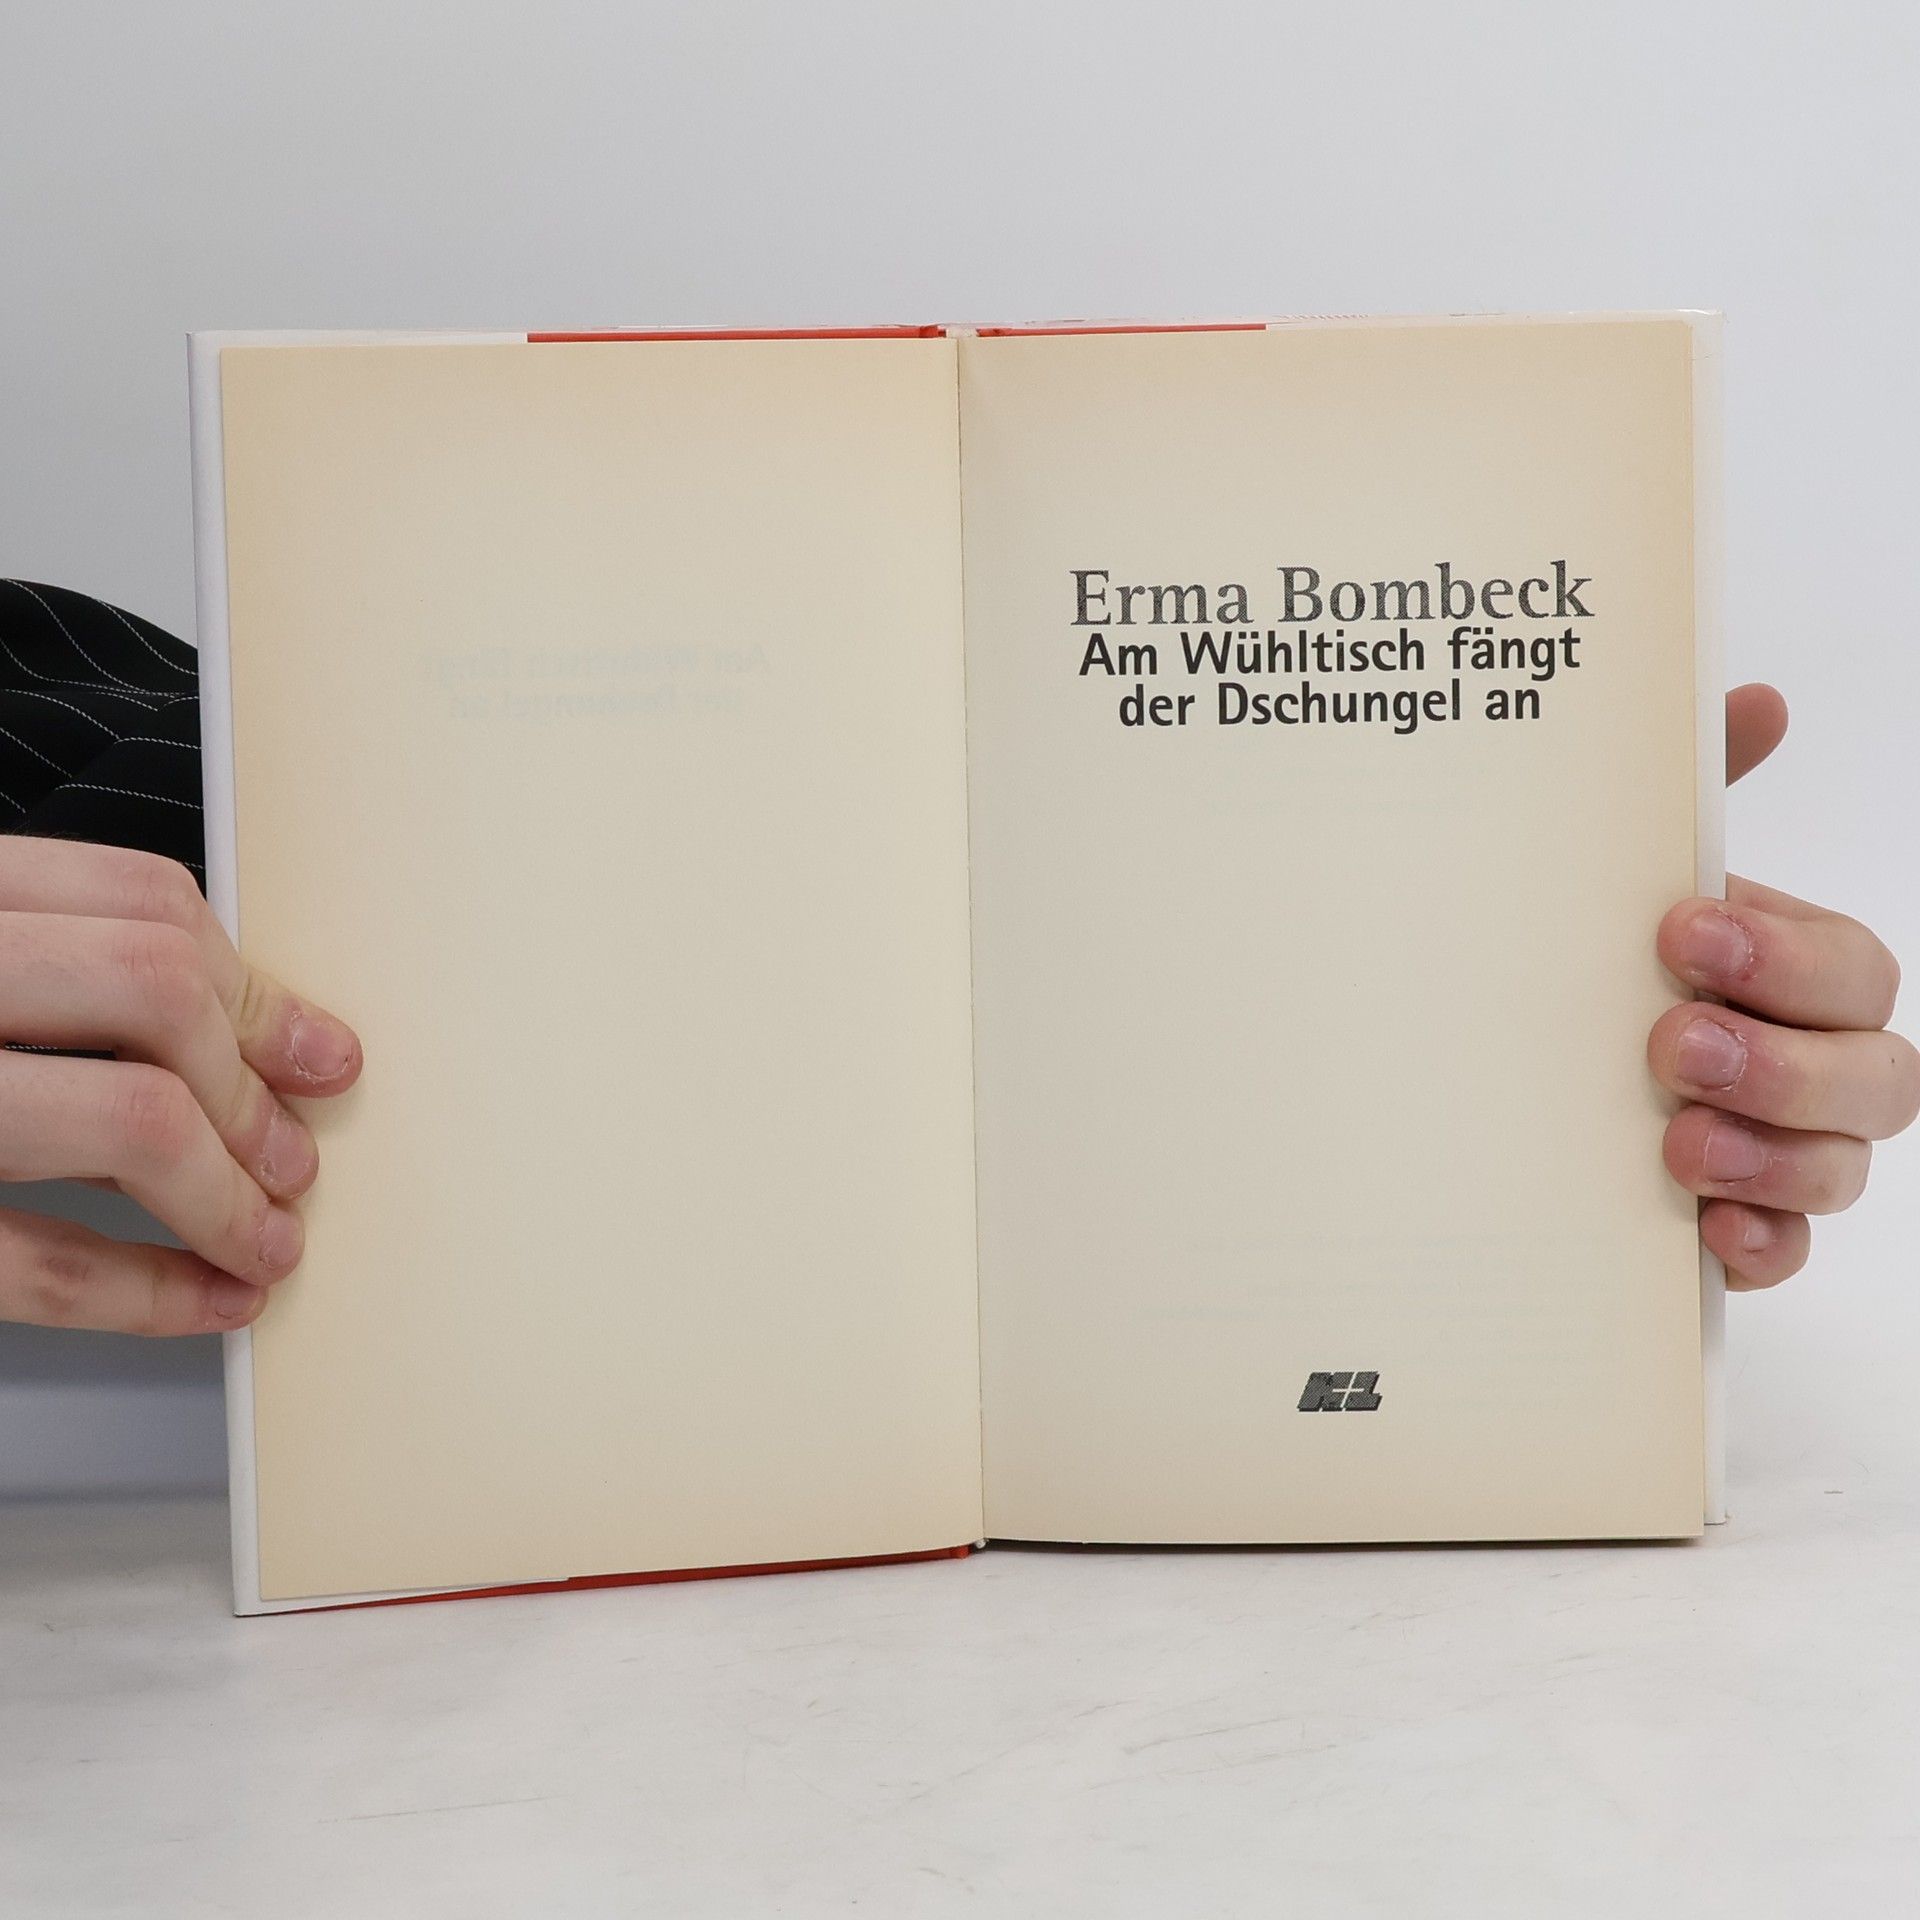 Erma Bombeck
Am Wühltisch fängt
der Dschungel an